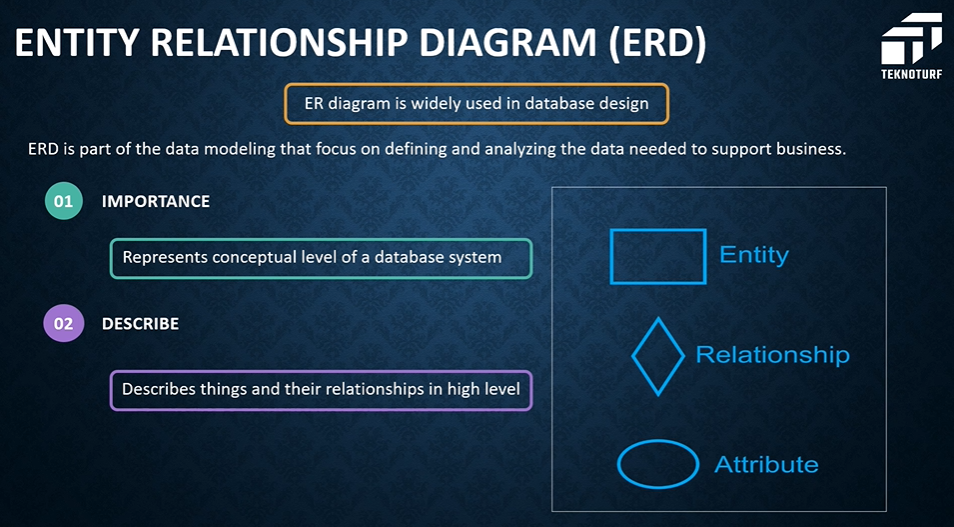 ENTITY RELATIONSHIP DIAGRAM (ERD)
TEKNOTURF
ER diagram is widely used in database design
ERD is part of the data modeling that focus on defining and analyzing the data needed to support business.
01 IMPORTANCE
Represents conceptual level of a database system
02 DESCRIBE
Describes things and their relationships in high level
Entity
Relationship
Attribute